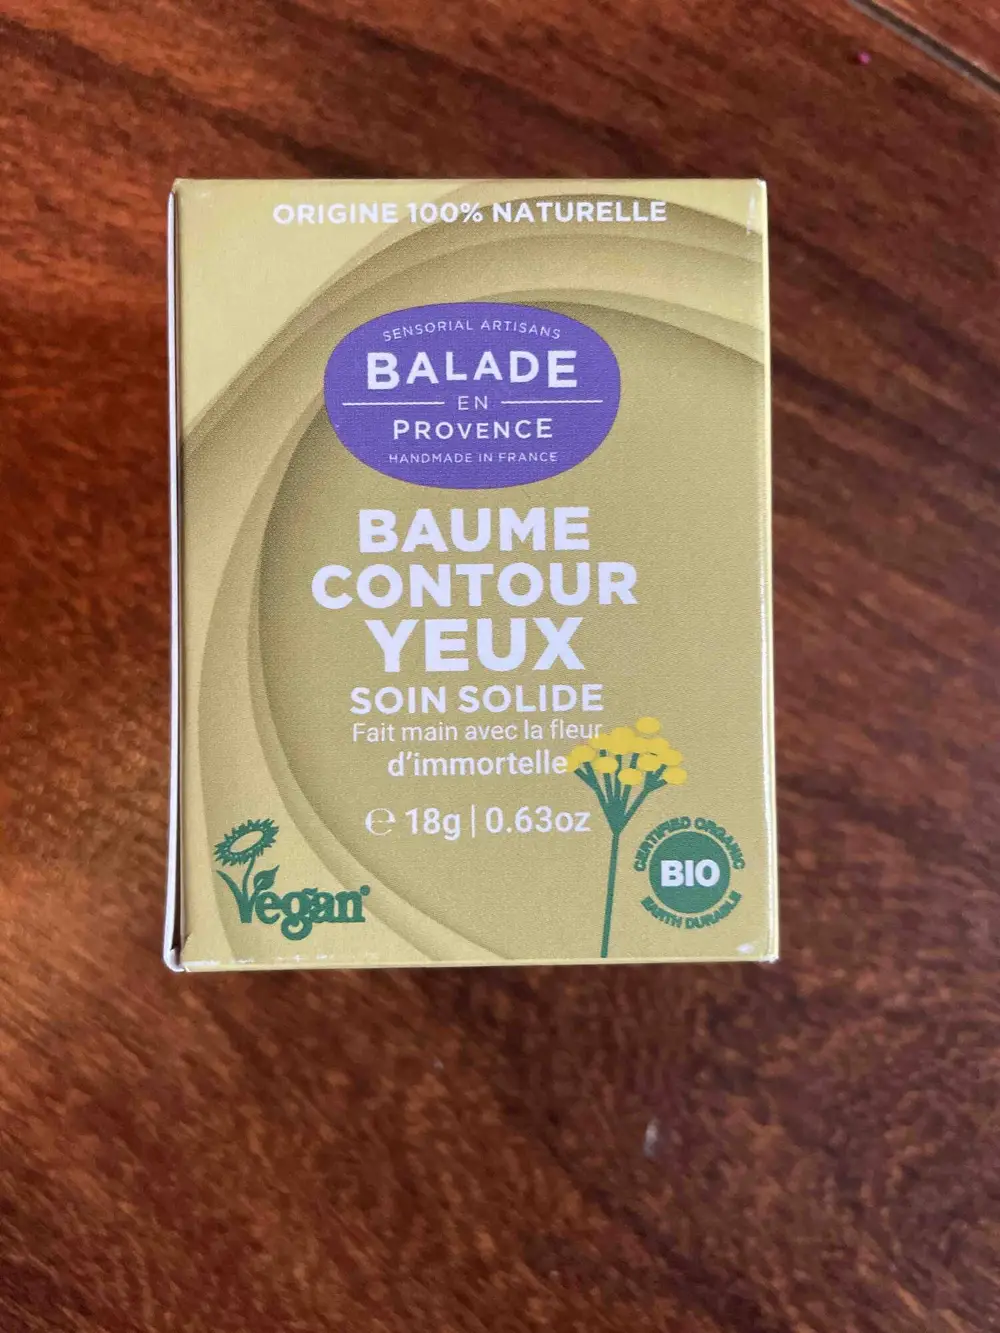 ORIGINE 100% NATURELLE
SENSORIAL ARTISANS
BALADE
EN
PROVENCE
HANDMADE IN FRANCE
BAUME
CONTOUR
YEUX
SOIN SOLIDE
Fait main avec la fleur
d'immortelle
℮ 18g | 0.63oz
Vegan
CERTIFIED ORGANIC
BIO
EARTH DURABLE